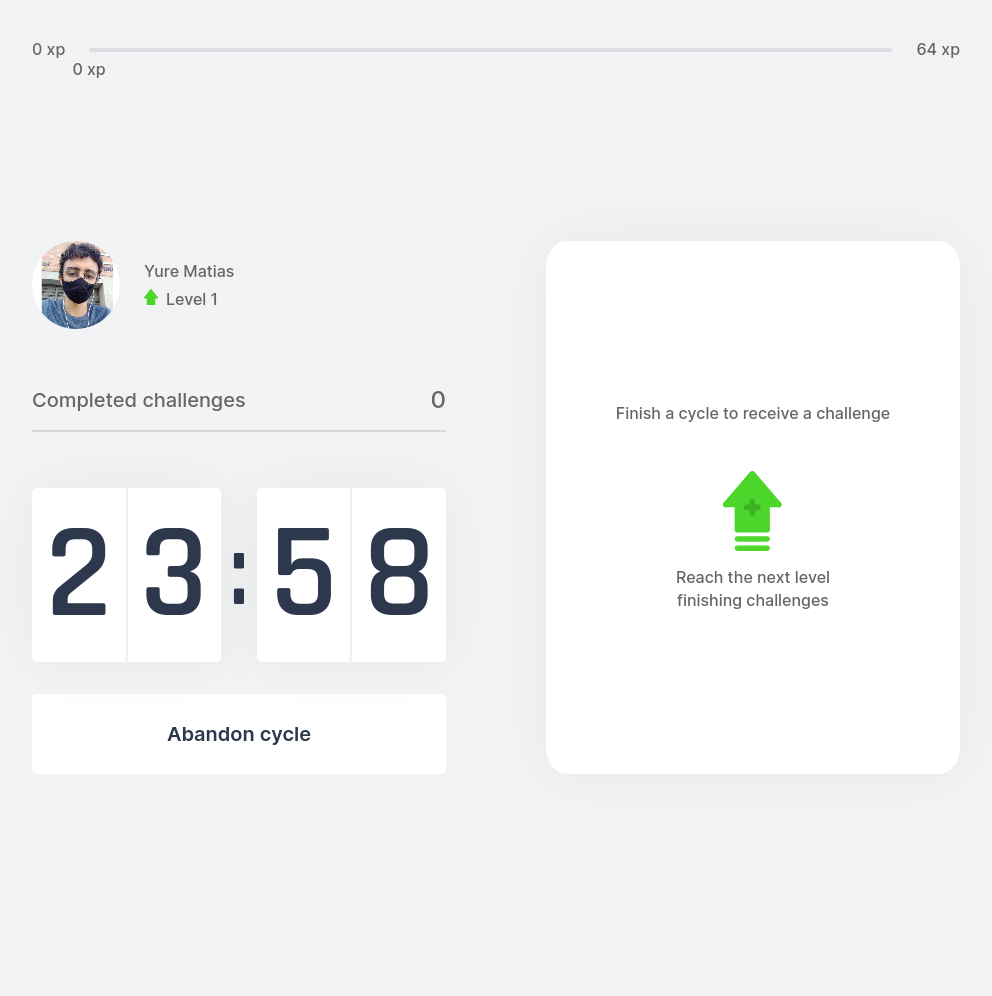 0 xp
64 xp
0 xp
Yure Matias
Level 1
Completed challenges 0
23:58
Abandon cycle
Finish a cycle to receive a challenge
Reach the next level
finishing challenges